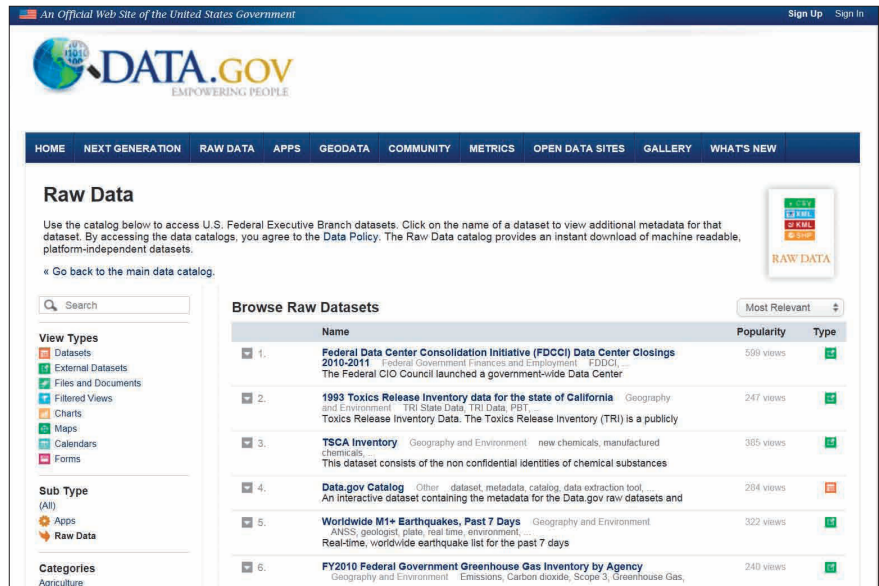 An Official Web Site of the United States Government
Sign Up Sign In
DATA.GOV
EMPOWERING PEOPLE
HOME NEXT GENERATION RAW DATA APPS GEODATA COMMUNITY METRICS OPEN DATA SITES GALLERY WHAT'S NEW
Raw Data
Use the catalog below to access U.S. Federal Executive Branch datasets. Click on the name of a dataset to view additional metadata for that
dataset. By accessing the data catalogs, you agree to the Data Policy. The Raw Data catalog provides an instant download of machine readable,
platform-independent datasets.
« Go back to the main data catalog.
CSV
XML
KML
SHP
RAW DATA
Search
View Types
Datasets
External Datasets
Files and Documents
Filtered Views
Charts
Maps
Calendars
Forms
Sub Type
(All)
Apps
Raw Data
Categories
Agriculture
Browse Raw Datasets
Most Relevant
Name Popularity Type
1. Federal Data Center Consolidation Initiative (FDCCI) Data Center Closings 599 views
2010-2011 Federal Government Finances and Employment FDDCI, ...
The Federal CIO Council launched a government-wide Data Center
2. 1993 Toxics Release Inventory data for the state of California Geography 247 views
and Environment TRI State Data, TRI Data, PBT, ...
Toxics Release Inventory Data. The Toxics Release Inventory (TRI) is a publicly
3. TSCA Inventory Geography and Environment new chemicals, manufactured 385 views
chemicals, ...
This dataset consists of the non confidential identities of chemical substances
4. Data.gov Catalog Other dataset, metadata, catalog, data extraction tool, ... 284 views
An interactive dataset containing the metadata for the Data.gov raw datasets and
5. Worldwide M1+ Earthquakes, Past 7 Days Geography and Environment 322 views
ANSS, geologist, plate, real time, environment, ...
Real-time, worldwide earthquake list for the past 7 days
6. FY2010 Federal Government Greenhouse Gas Inventory by Agency 240 views
Geography and Environment Emissions, Carbon dioxide, Scope 3, Greenhouse Gas,